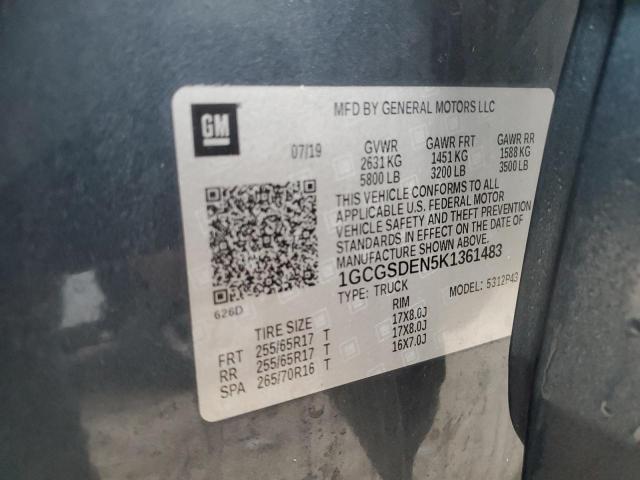 GM
MFD BY GENERAL MOTORS LLC
07/19 GVWR GAWR FRT GAWR RR
2631 KG 1451 KG 1588 KG
5800 LB 3200 LB 3500 LB
THIS VEHICLE CONFORMS TO ALL
APPLICABLE U.S. FEDERAL MOTOR
VEHICLE SAFETY AND THEFT PREVENTION
STANDARDS IN EFFECT ON THE DATE OF
MANUFACTURE SHOWN ABOVE.
1GCGSDEN5K1361483
TYPE: TRUCK MODEL: 5312P43
626D
TIRE SIZE RIM
FRT 255/65R17 T 17X8.0J
RR 255/65R17 T 17X8.0J
SPA 265/70R16 T 16X7.0J